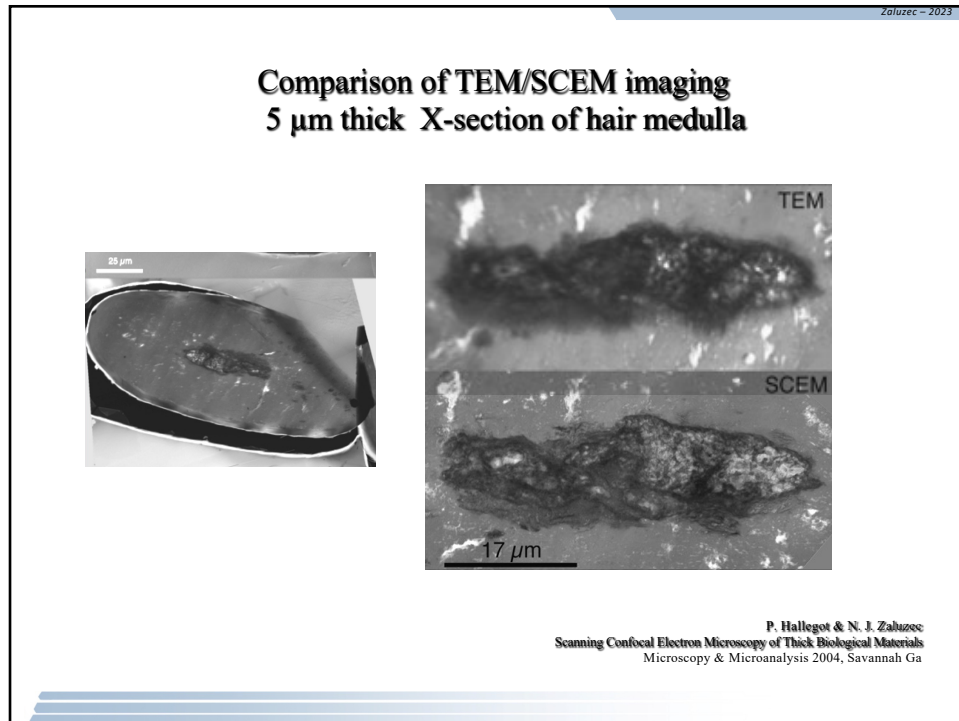 Zaluzec – 2023
Comparison of TEM/SCEM imaging
5 μm thick X-section of hair medulla
25 μm
TEM
SCEM
17 μm
P. Hallegot & N. J. Zaluzec
Scanning Confocal Electron Microscopy of Thick Biological Materials
Microscopy & Microanalysis 2004, Savannah Ga